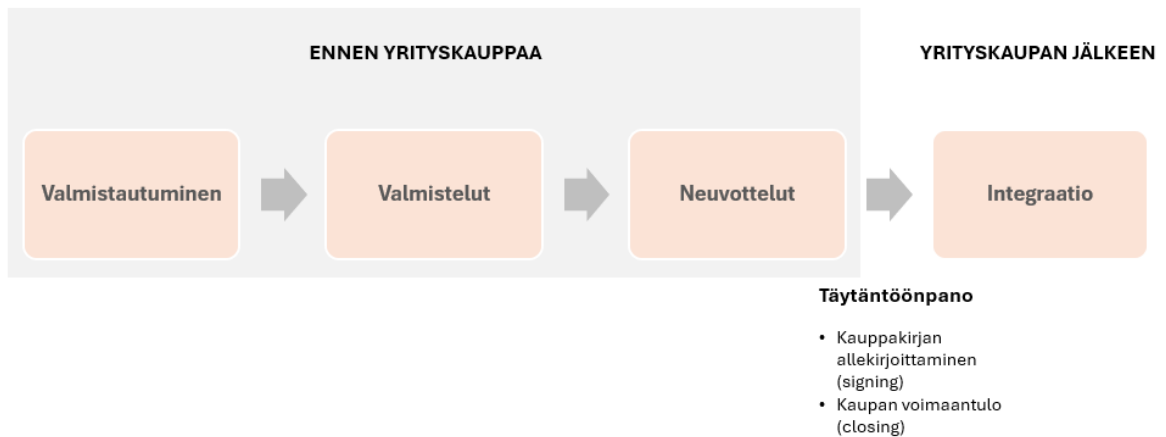 ENNEN YRITYSKAUPPAA
YRITYSKAUPAN JÄLKEEN
Valmistautuminen
Valmistelut
Neuvottelut
Integraatio
Täytäntöönpano
• Kauppakirjan
allekirjoittaminen
(signing)
• Kaupan voimaantulo
(closing)